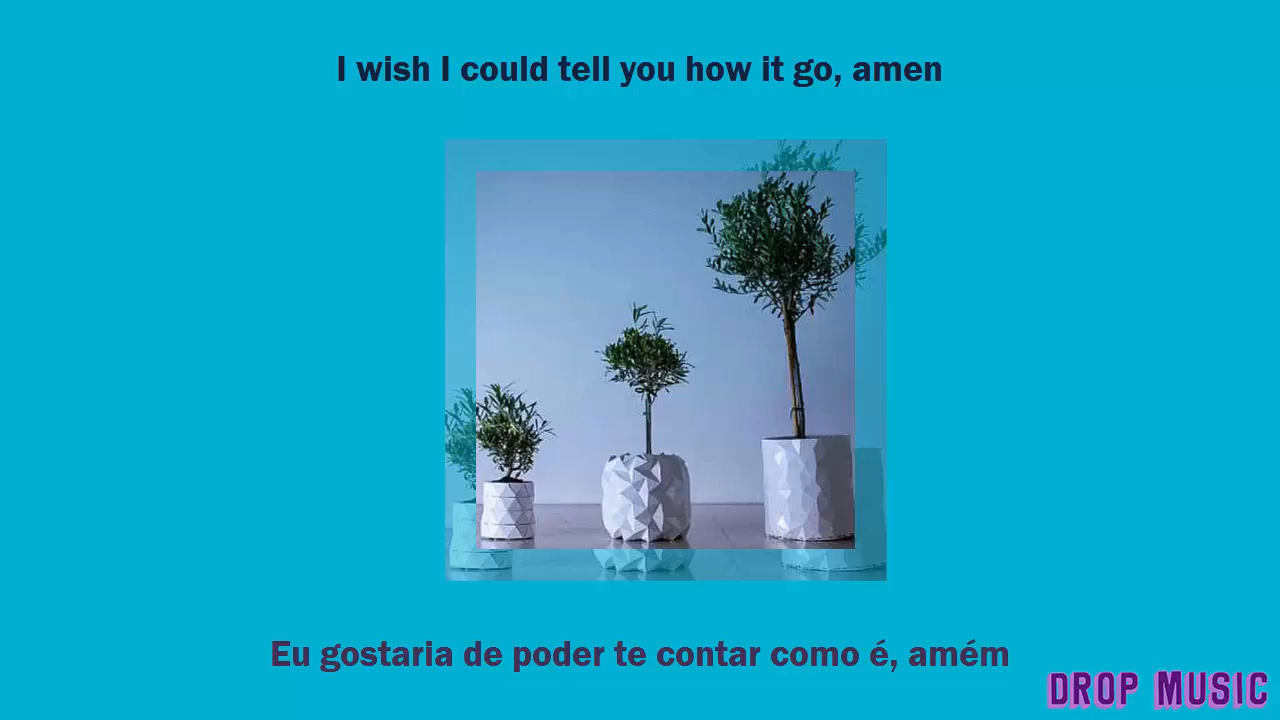 I wish I could tell you how it go, amen
Eu gostaria de poder te contar como é, amém
DROP MUSIC